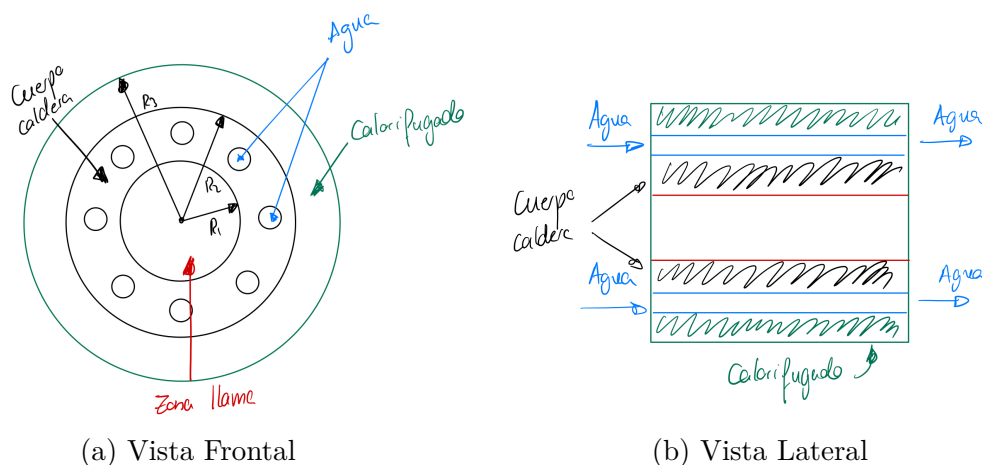 Agua
Cuerpo
caldera
R3
Calorifugado
R2
R1
Zona llama
(a) Vista Frontal
Agua
Agua
Cuerpo
caldera
Agua
Agua
Calorifugado
(b) Vista Lateral